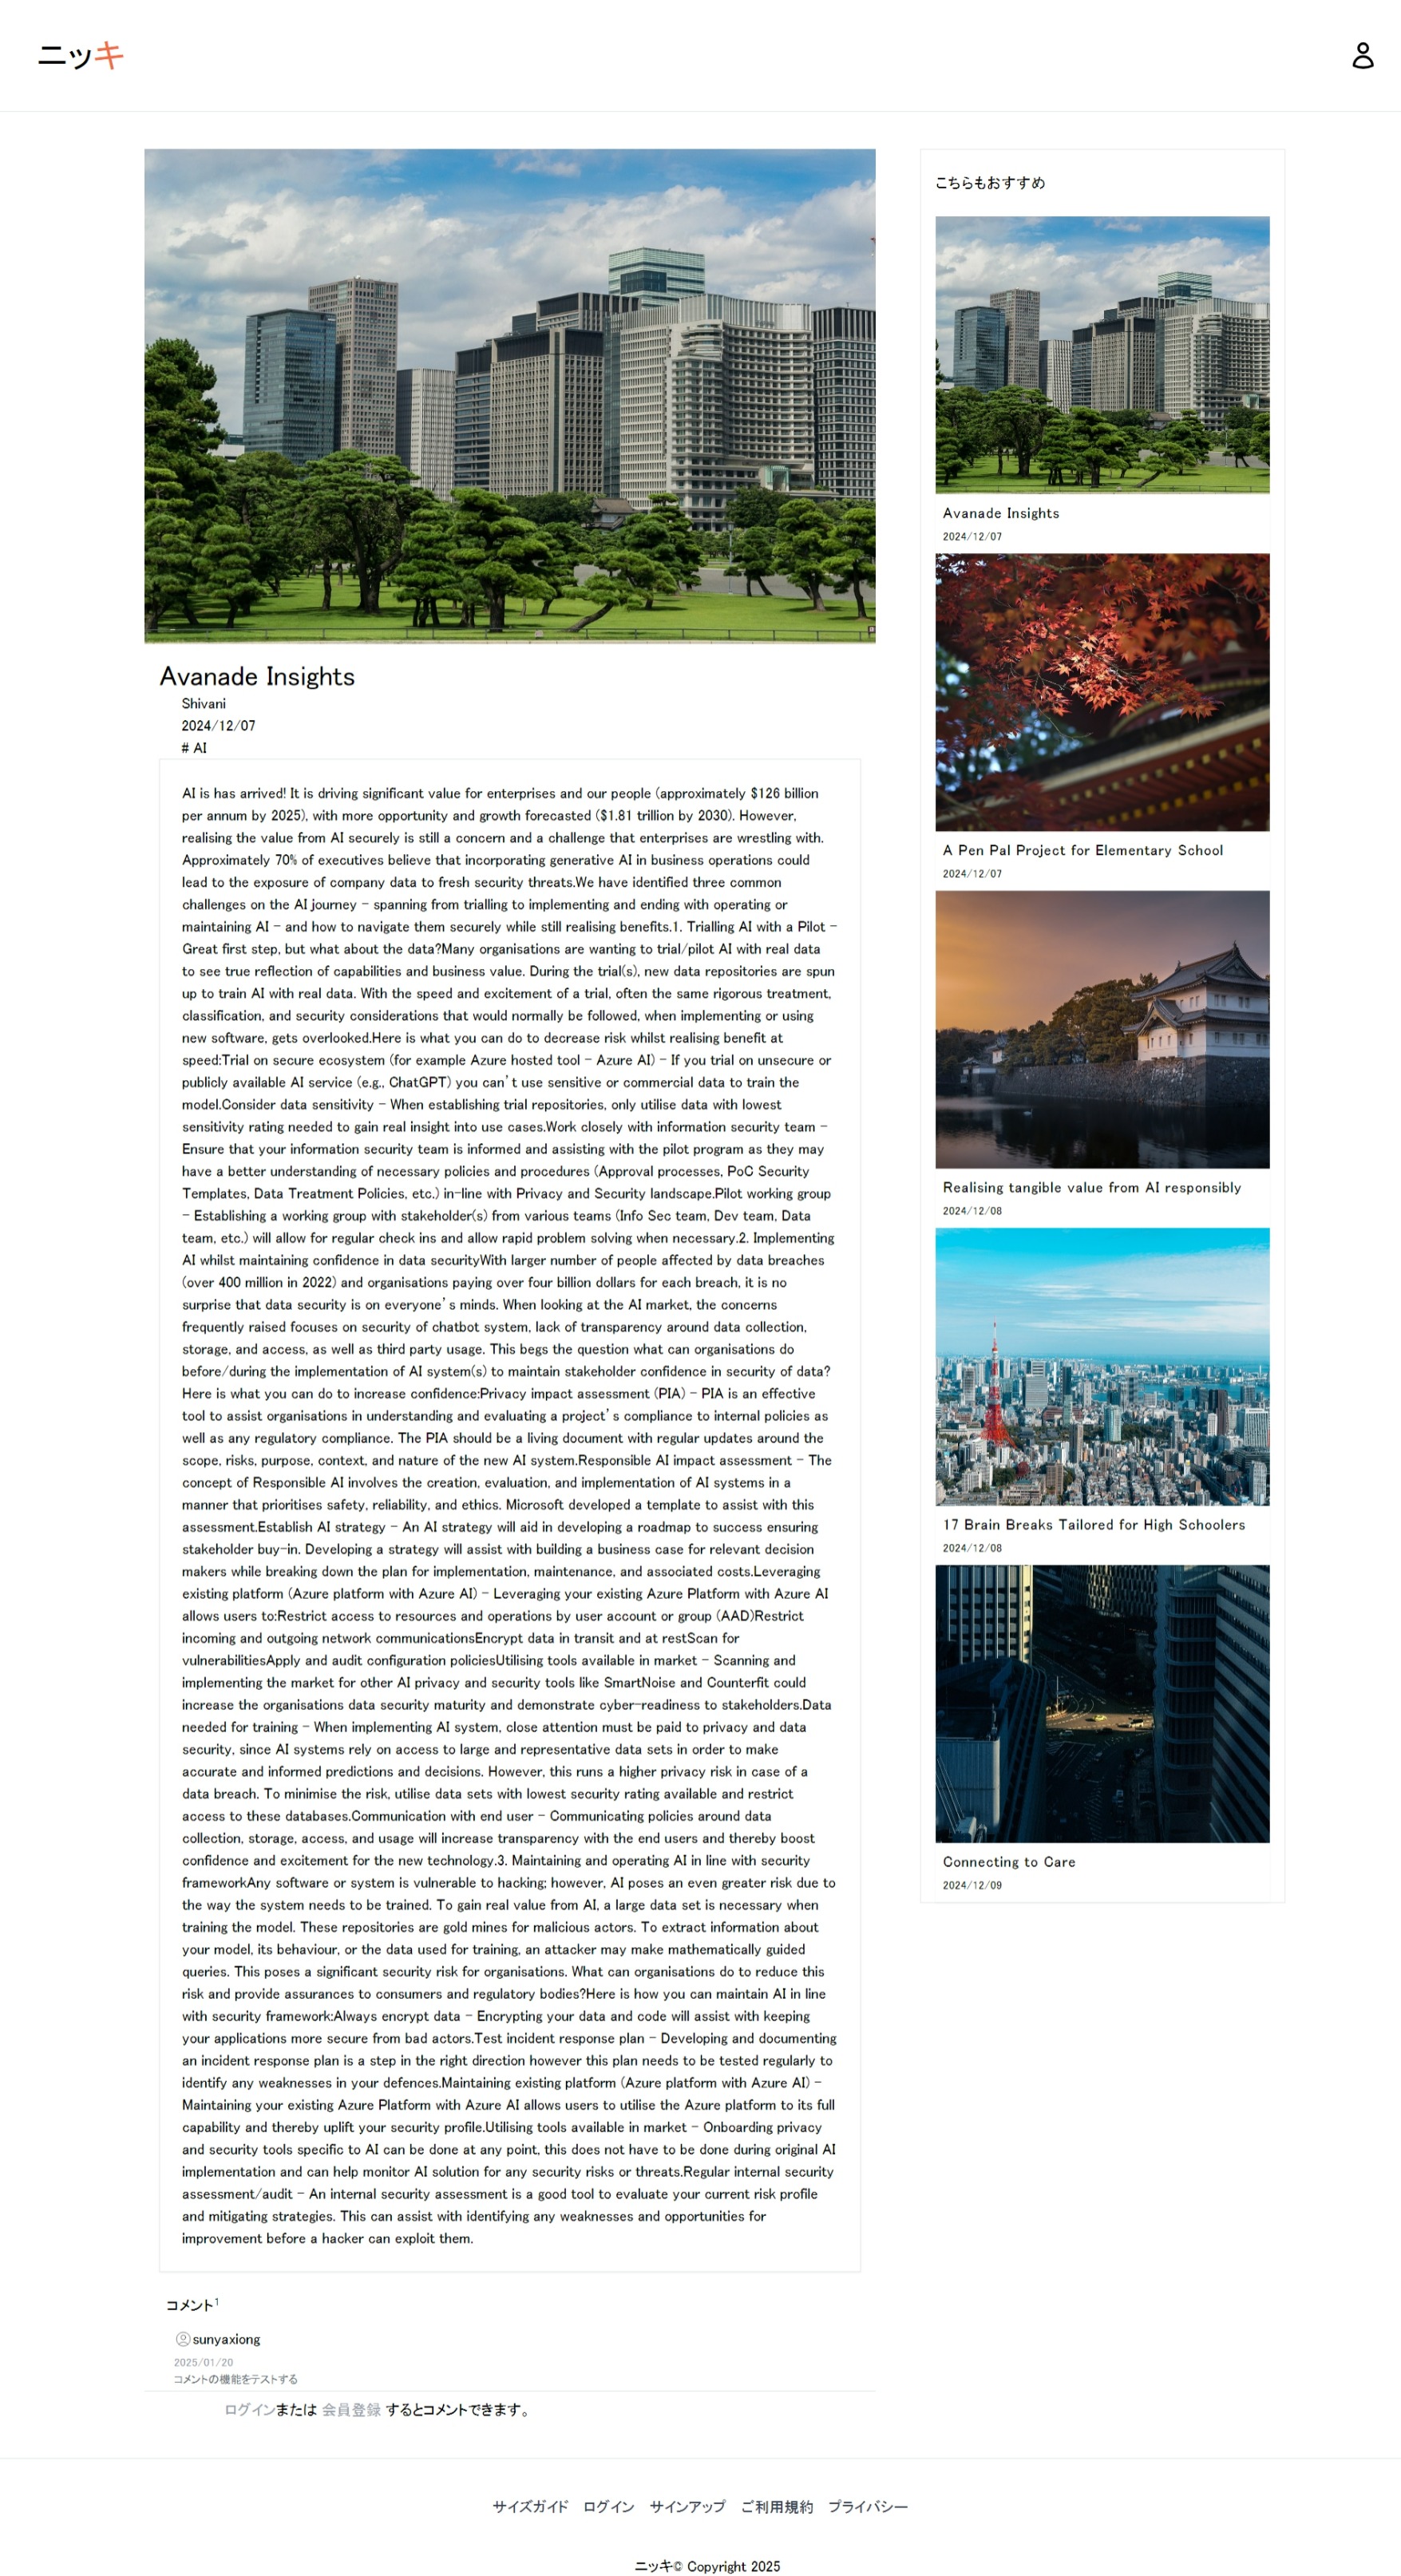 ニッキ
Avanade Insights
Shivani
2024/12/07
# AI
AI is has arrived! It is driving significant value for enterprises and our people (approximately $126 billion
per annum by 2025), with more opportunity and growth forecasted ($1.81 trillion by 2030). However,
realising the value from AI securely is still a concern and a challenge that enterprises are wrestling with.
Approximately 70% of executives believe that incorporating generative AI in business operations could
lead to the exposure of company data to fresh security threats.We have identified three common
challenges on the AI journey – spanning from trialling to implementing and ending with operating or
maintaining AI – and how to navigate them securely while still realising benefits.1. Trialling AI with a Pilot –
Great first step, but what about the data?Many organisations are wanting to trial/pilot AI with real data
to see true reflection of capabilities and business value. During the trial(s), new data repositories are spun
up to train AI with real data. With the speed and excitement of a trial, often the same rigorous treatment,
classification, and security considerations that would normally be followed, when implementing or using
new software, gets overlooked.Here is what you can do to decrease risk whilst realising benefit at
speed:Trial on secure ecosystem (for example Azure hosted tool – Azure AI) – If you trial on unsecure or
publicly available AI service (e.g., ChatGPT) you can’t use sensitive or commercial data to train the
model.Consider data sensitivity – When establishing trial repositories, only utilise data with lowest
sensitivity rating needed to gain real insight into use cases.Work closely with information security team –
Ensure that your information security team is informed and assisting with the pilot program as they may
have a better understanding of necessary policies and procedures (Approval processes, PoC Security
Templates, Data Treatment Policies, etc.) in-line with Privacy and Security landscape.Pilot working group
– Establishing a working group with stakeholder(s) from various teams (Info Sec team, Dev team, Data
team, etc.) will allow for regular check ins and allow rapid problem solving when necessary.2. Implementing
AI whilst maintaining confidence in data securityWith larger number of people affected by data breaches
(over 400 million in 2022) and organisations paying over four billion dollars for each breach, it is no
surprise that data security is on everyone’s minds. When looking at the AI market, the concerns
frequently raised focuses on security of chatbot system, lack of transparency around data collection,
storage, and access, as well as third party usage. This begs the question what can organisations do
before/during the implementation of AI system(s) to maintain stakeholder confidence in security of data?
Here is what you can do to increase confidence:Privacy impact assessment (PIA) – PIA is an effective
tool to assist organisations in understanding and evaluating a project’s compliance to internal policies as
well as any regulatory compliance. The PIA should be a living document with regular updates around the
scope, risks, purpose, context, and nature of the new AI system.Responsible AI impact assessment – The
concept of Responsible AI involves the creation, evaluation, and implementation of AI systems in a
manner that prioritises safety, reliability, and ethics. Microsoft developed a template to assist with this
assessment.Establish AI strategy – An AI strategy will aid in developing a roadmap to success ensuring
stakeholder buy-in. Developing a strategy will assist with building a business case for relevant decision
makers while breaking down the plan for implementation, maintenance, and associated costs.Leveraging
existing platform (Azure platform with Azure AI) – Leveraging your existing Azure Platform with Azure AI
allows users to:Restrict access to resources and operations by user account or group (AAD)Restrict
incoming and outgoing network communicationsEncrypt data in transit and at restScan for
vulnerabilitiesApply and audit configuration policiesUtilising tools available in market – Scanning and
implementing the market for other AI privacy and security tools like SmartNoise and Counterfit could
increase the organisations data security maturity and demonstrate cyber-readiness to stakeholders.Data
needed for training – When implementing AI system, close attention must be paid to privacy and data
security, since AI systems rely on access to large and representative data sets in order to make
accurate and informed predictions and decisions. However, this runs a higher privacy risk in case of a
data breach. To minimise the risk, utilise data sets with lowest security rating available and restrict
access to these databases.Communication with end user – Communicating policies around data
collection, storage, access, and usage will increase transparency with the end users and thereby boost
confidence and excitement for the new technology.3. Maintaining and operating AI in line with security
frameworkAny software or system is vulnerable to hacking; however, AI poses an even greater risk due to
the way the system needs to be trained. To gain real value from AI, a large data set is necessary when
training the model. These repositories are gold mines for malicious actors. To extract information about
your model, its behaviour, or the data used for training, an attacker may make mathematically guided
queries. This poses a significant security risk for organisations. What can organisations do to reduce this
risk and provide assurances to consumers and regulatory bodies?Here is how you can maintain AI in line
with security framework:Always encrypt data – Encrypting your data and code will assist with keeping
your applications more secure from bad actors.Test incident response plan – Developing and documenting
an incident response plan is a step in the right direction however this plan needs to be tested regularly to
identify any weaknesses in your defences.Maintaining existing platform (Azure platform with Azure AI) –
Maintaining your existing Azure Platform with Azure AI allows users to utilise the Azure platform to its full
capability and thereby uplift your security profile.Utilising tools available in market – Onboarding privacy
and security tools specific to AI can be done at any point, this does not have to be done during original AI
implementation and can help monitor AI solution for any security risks or threats.Regular internal security
assessment/audit – An internal security assessment is a good tool to evaluate your current risk profile
and mitigating strategies. This can assist with identifying any weaknesses and opportunities for
improvement before a hacker can exploit them.
コメント1
sunyaxiong
2025/01/20
コメントの機能をテストする
ログインまたは 会員登録 するとコメントできます。
こちらもおすすめ
Avanade Insights
2024/12/07
A Pen Pal Project for Elementary School
2024/12/07
Realising tangible value from AI responsibly
2024/12/08
17 Brain Breaks Tailored for High Schoolers
2024/12/08
Connecting to Care
2024/12/09
サイズガイド ログイン サインアップ ご利用規約 プライバシー
ニッキ© Copyright 2025